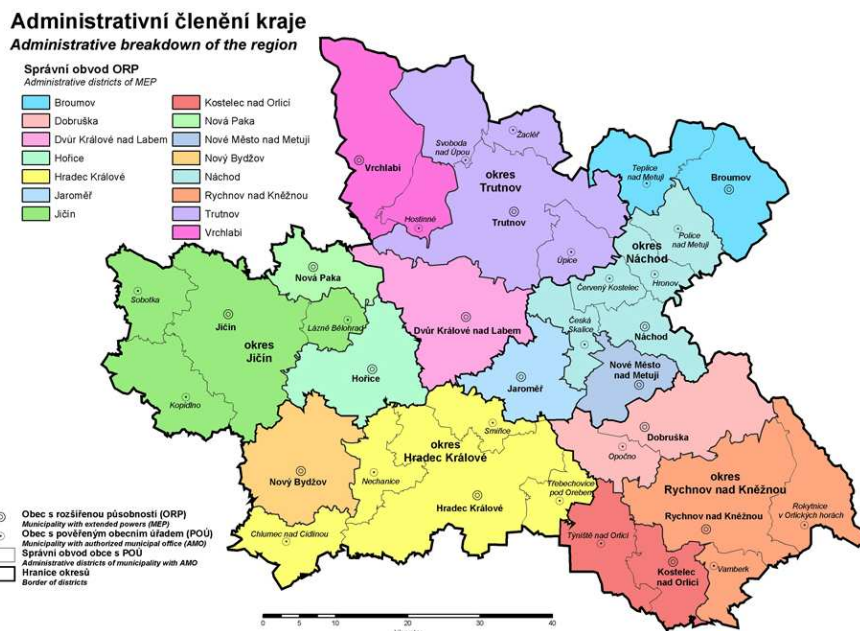 Administrativní členění kraje
Administrative breakdown of the region
Správní obvod ORP
Administrative districts of MEP
Broumov
Dobruška
Dvůr Králové nad Labem
Hořice
Hradec Králové
Jaroměř
Jičín
Kostelec nad Orlicí
Nová Paka
Nové Město nad Metují
Nový Bydžov
Náchod
Rychnov nad Kněžnou
Trutnov
Vrchlabí
Vrchlabí
Svoboda
nad Úpou
Žacléř
okres
Trutnov
Trutnov
Hostinné
Úpice
Teplice
nad Metují
Broumov
Police
nad Metují
okres
Náchod
Hronov
Červený Kostelec
Česká
Skalice
Náchod
Nové Město
nad Metují
Nová Paka
Sobotka
Jičín
Lázně Bělohrad
okres
Jičín
Dvůr Králové nad Labem
Hořice
Jaroměř
Kopidlno
Smiřice
okres
Hradec Králové
Dobruška
Opočno
Nový Bydžov
Nechanice
Hradec Králové
Třebechovice
pod Orebem
okres
Rychnov nad Kněžnou
Rychnov nad Kněžnou
Rokytnice
v Orlických horách
Chlumec nad Cidlinou
Týniště nad Orlicí
Kostelec
nad Orlicí
Vamberk
Obec s rozšířenou působností (ORP)
Municipality with extended powers (MEP)
Obec s pověřeným obecním úřadem (POÚ)
Municipality with authorized municipal office (AMO)
Správní obvod obce s POÚ
Administrative districts of municipality with AMO
Hranice okresů
Border of districts
0 5 10 20 30 40